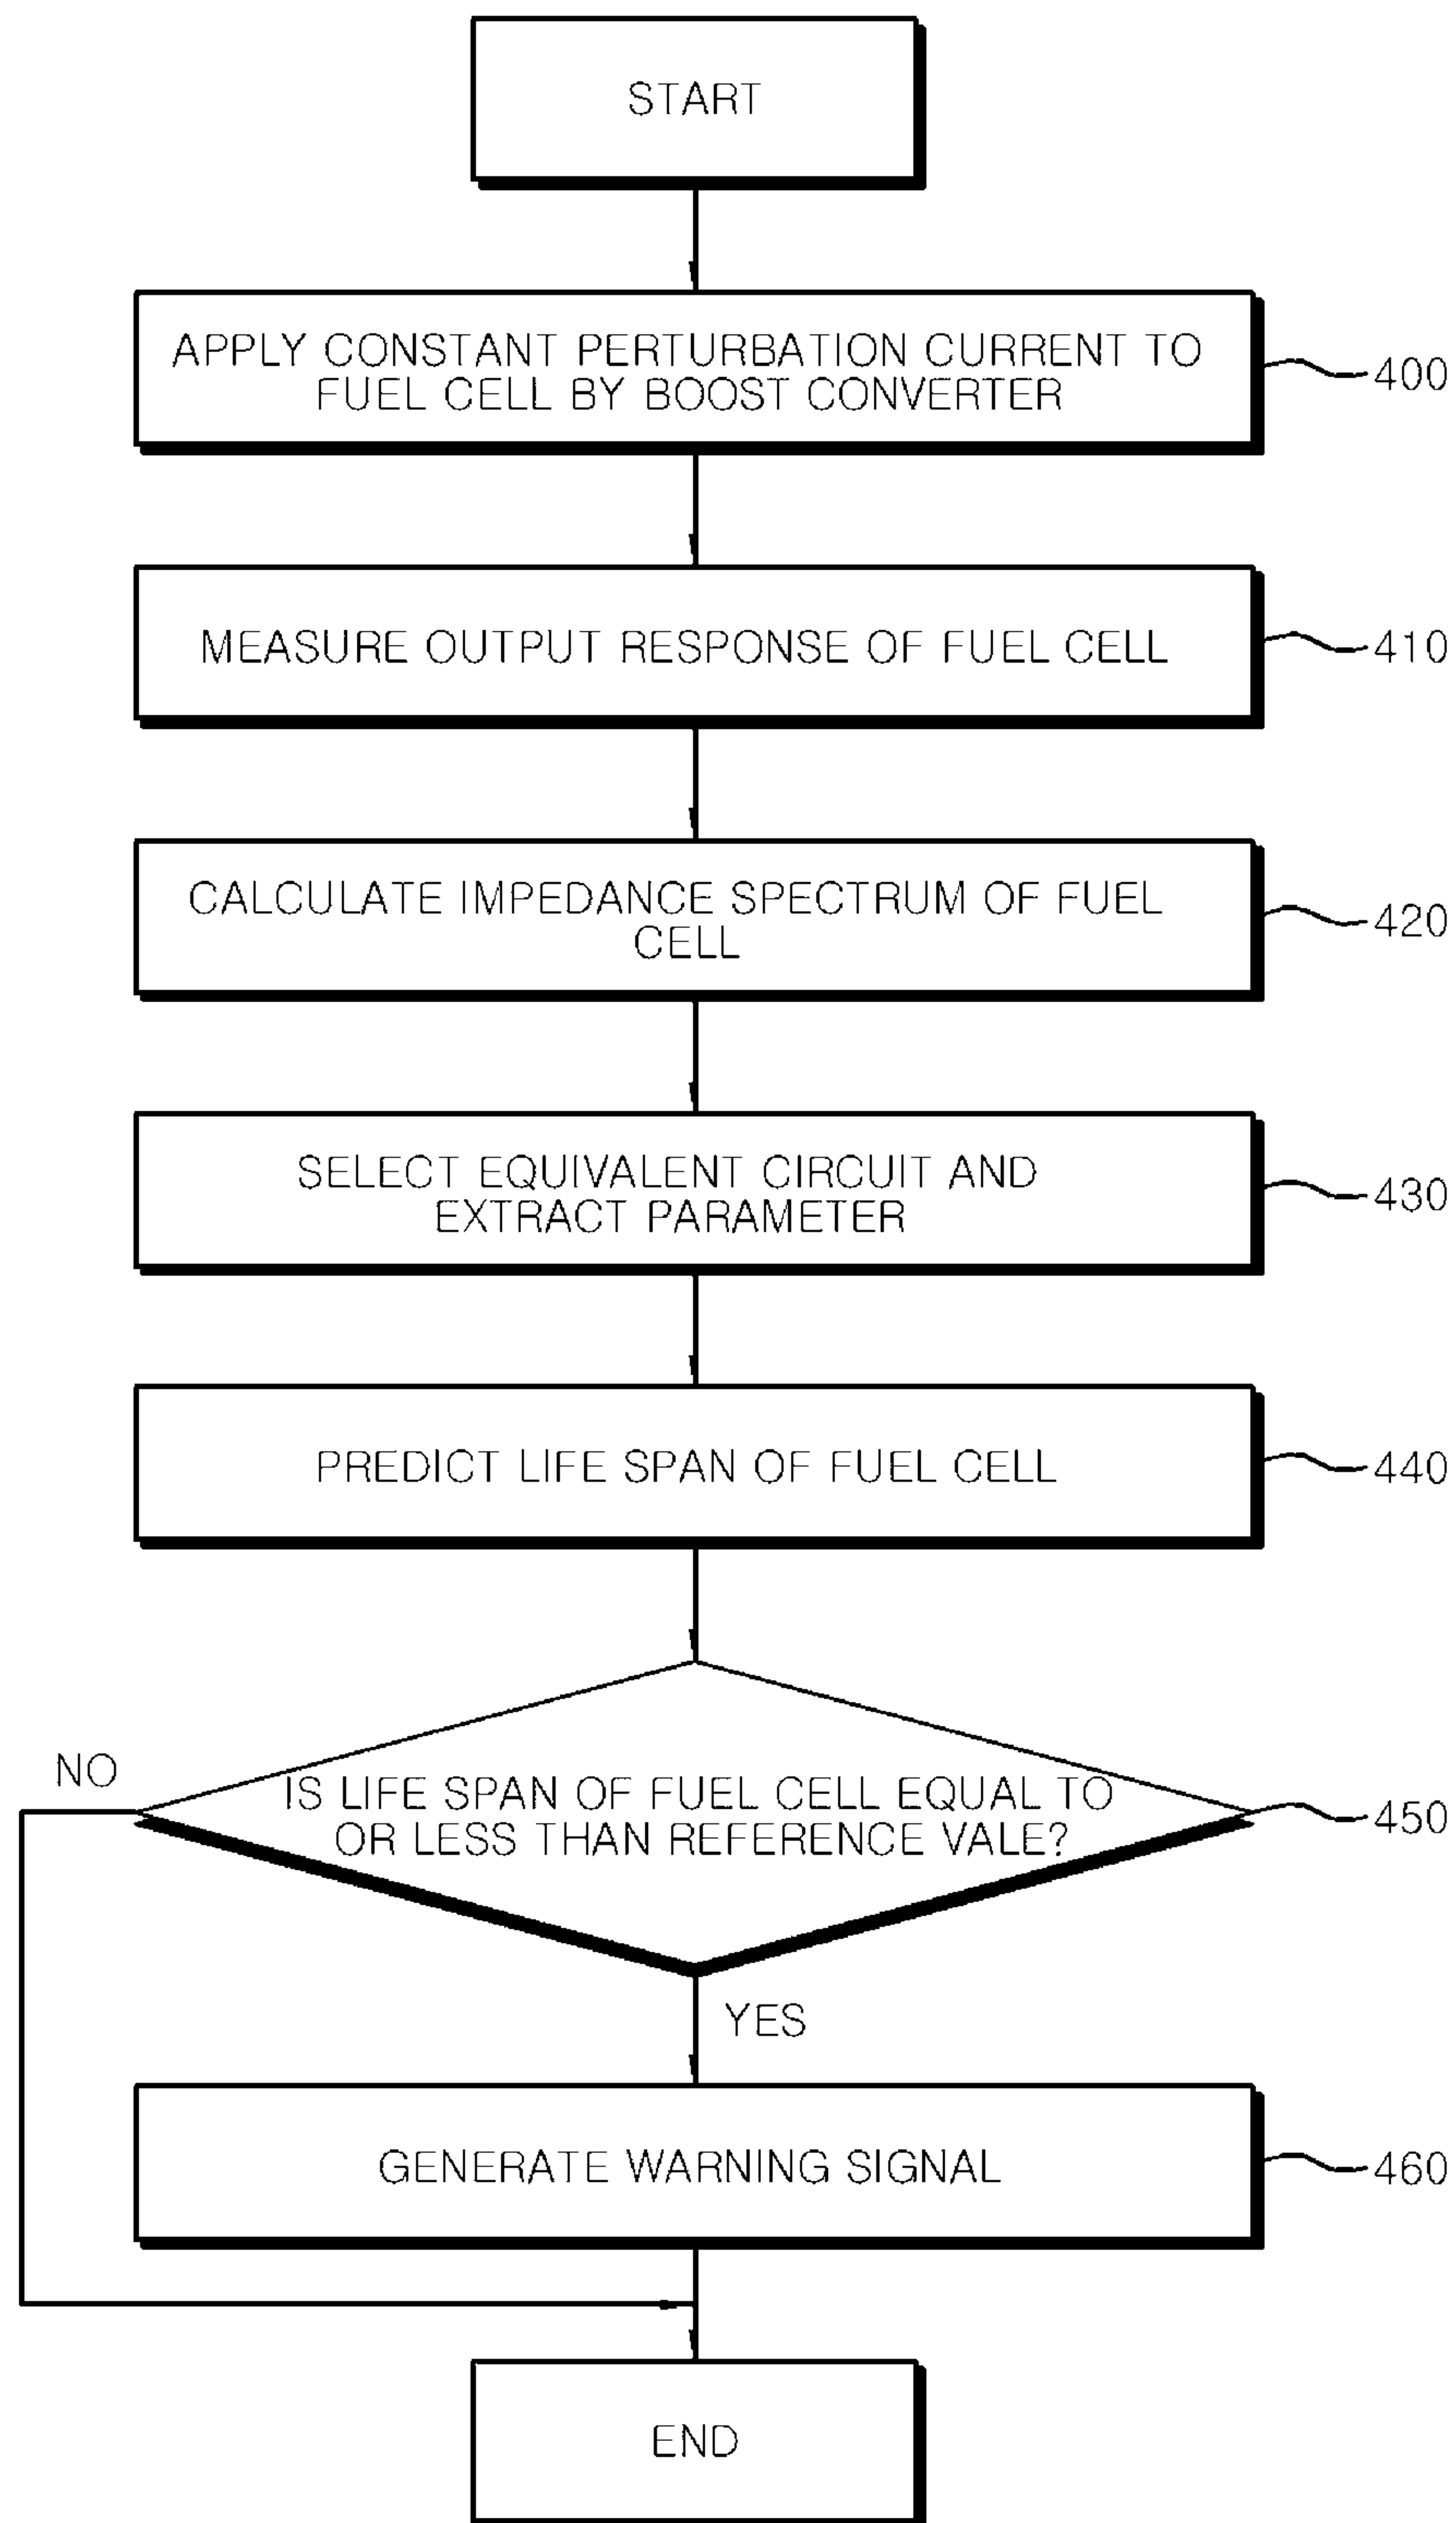 START
APPLY CONSTANT PERTURBATION CURRENT TO
FUEL CELL BY BOOST CONVERTER
400
MEASURE OUTPUT RESPONSE OF FUEL CELL
410
CALCULATE IMPEDANCE SPECTRUM OF FUEL
CELL
420
SELECT EQUIVALENT CIRCUIT AND
EXTRACT PARAMETER
430
PREDICT LIFE SPAN OF FUEL CELL
440
NO
IS LIFE SPAN OF FUEL CELL EQUAL TO
OR LESS THAN REFERENCE VALE?
450
YES
GENERATE WARNING SIGNAL
460
END